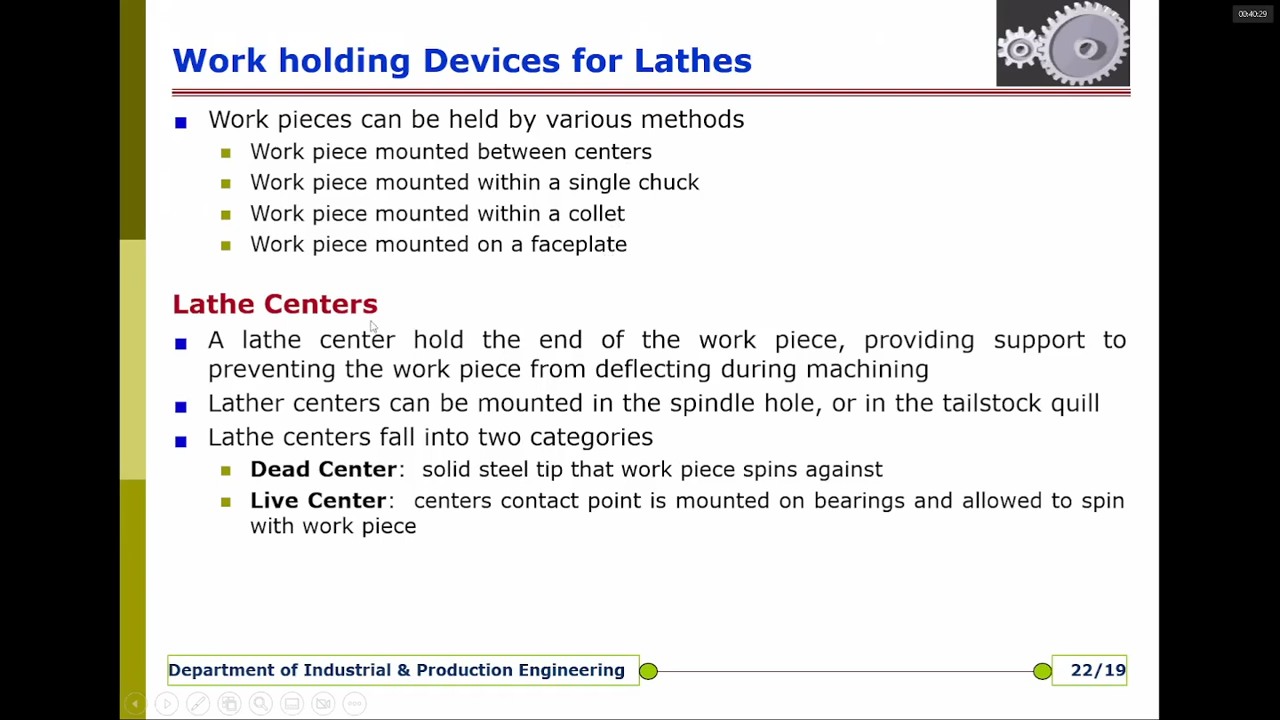 00:40:29
Work holding Devices for Lathes
Work pieces can be held by various methods
Work piece mounted between centers
Work piece mounted within a single chuck
Work piece mounted within a collet
Work piece mounted on a faceplate
Lathe Centers
A lathe center hold the end of the work piece, providing support to
preventing the work piece from deflecting during machining
Lather centers can be mounted in the spindle hole, or in the tailstock quill
Lathe centers fall into two categories
Dead Center: solid steel tip that work piece spins against
Live Center: centers contact point is mounted on bearings and allowed to spin
with work piece
Department of Industrial & Production Engineering
22/19